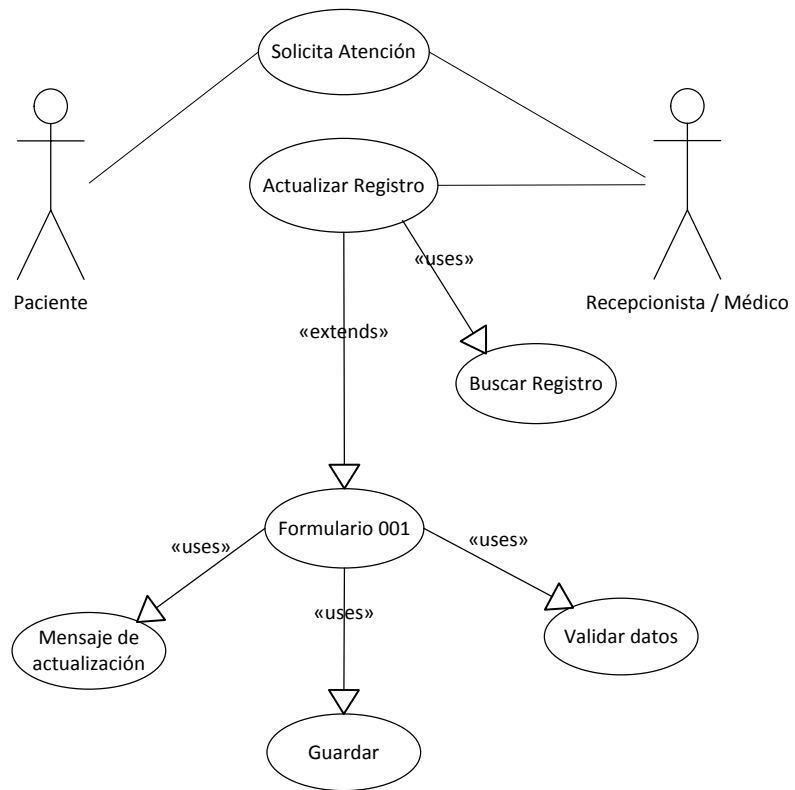 Solicita Atención
Actualizar Registro
«uses»
Paciente
Recepcionista / Médico
«extends»
Buscar Registro
Formulario 001
«uses»
«uses»
«uses»
Mensaje de
actualización
Validar datos
Guardar